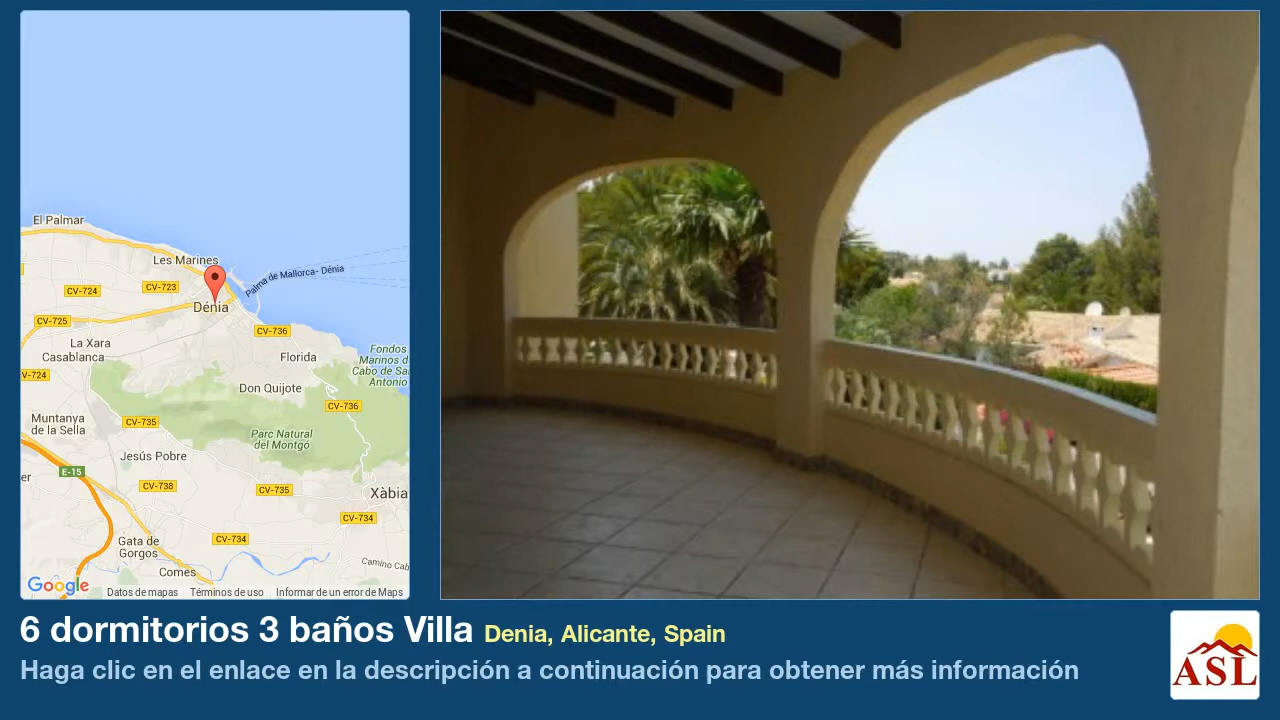 El Palmar
Les Marines
Palma de Mallorca- Dénia
CV-724
CV-723
Dénia
CV-725
CV-736
La Xara
Casablanca
Florida
Fondos
Marinos d
Cabo de Sa
Antonio
V-724
Don Quijote
CV-736
Muntanya
de la Sella
CV-735
Parc Natural
del Montgó
Jesús Pobre
E-15
er
CV-738
CV-735
Xàbia
CV-734
Gata de
Gorgos
CV-734
Comes
Camino Cab
Google
Datos de mapas
Términos de uso
Informar de un error de Maps
6 dormitorios 3 baños Villa Denia, Alicante, Spain
Haga clic en el enlace en la descripción a continuación para obtener más información
ASL